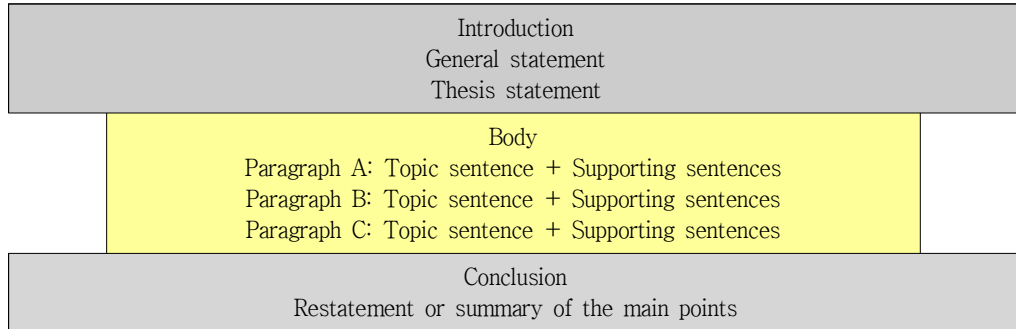 Introduction
General statement
Thesis statement
Body
Paragraph A: Topic sentence + Supporting sentences
Paragraph B: Topic sentence + Supporting sentences
Paragraph C: Topic sentence + Supporting sentences
Conclusion
Restatement or summary of the main points